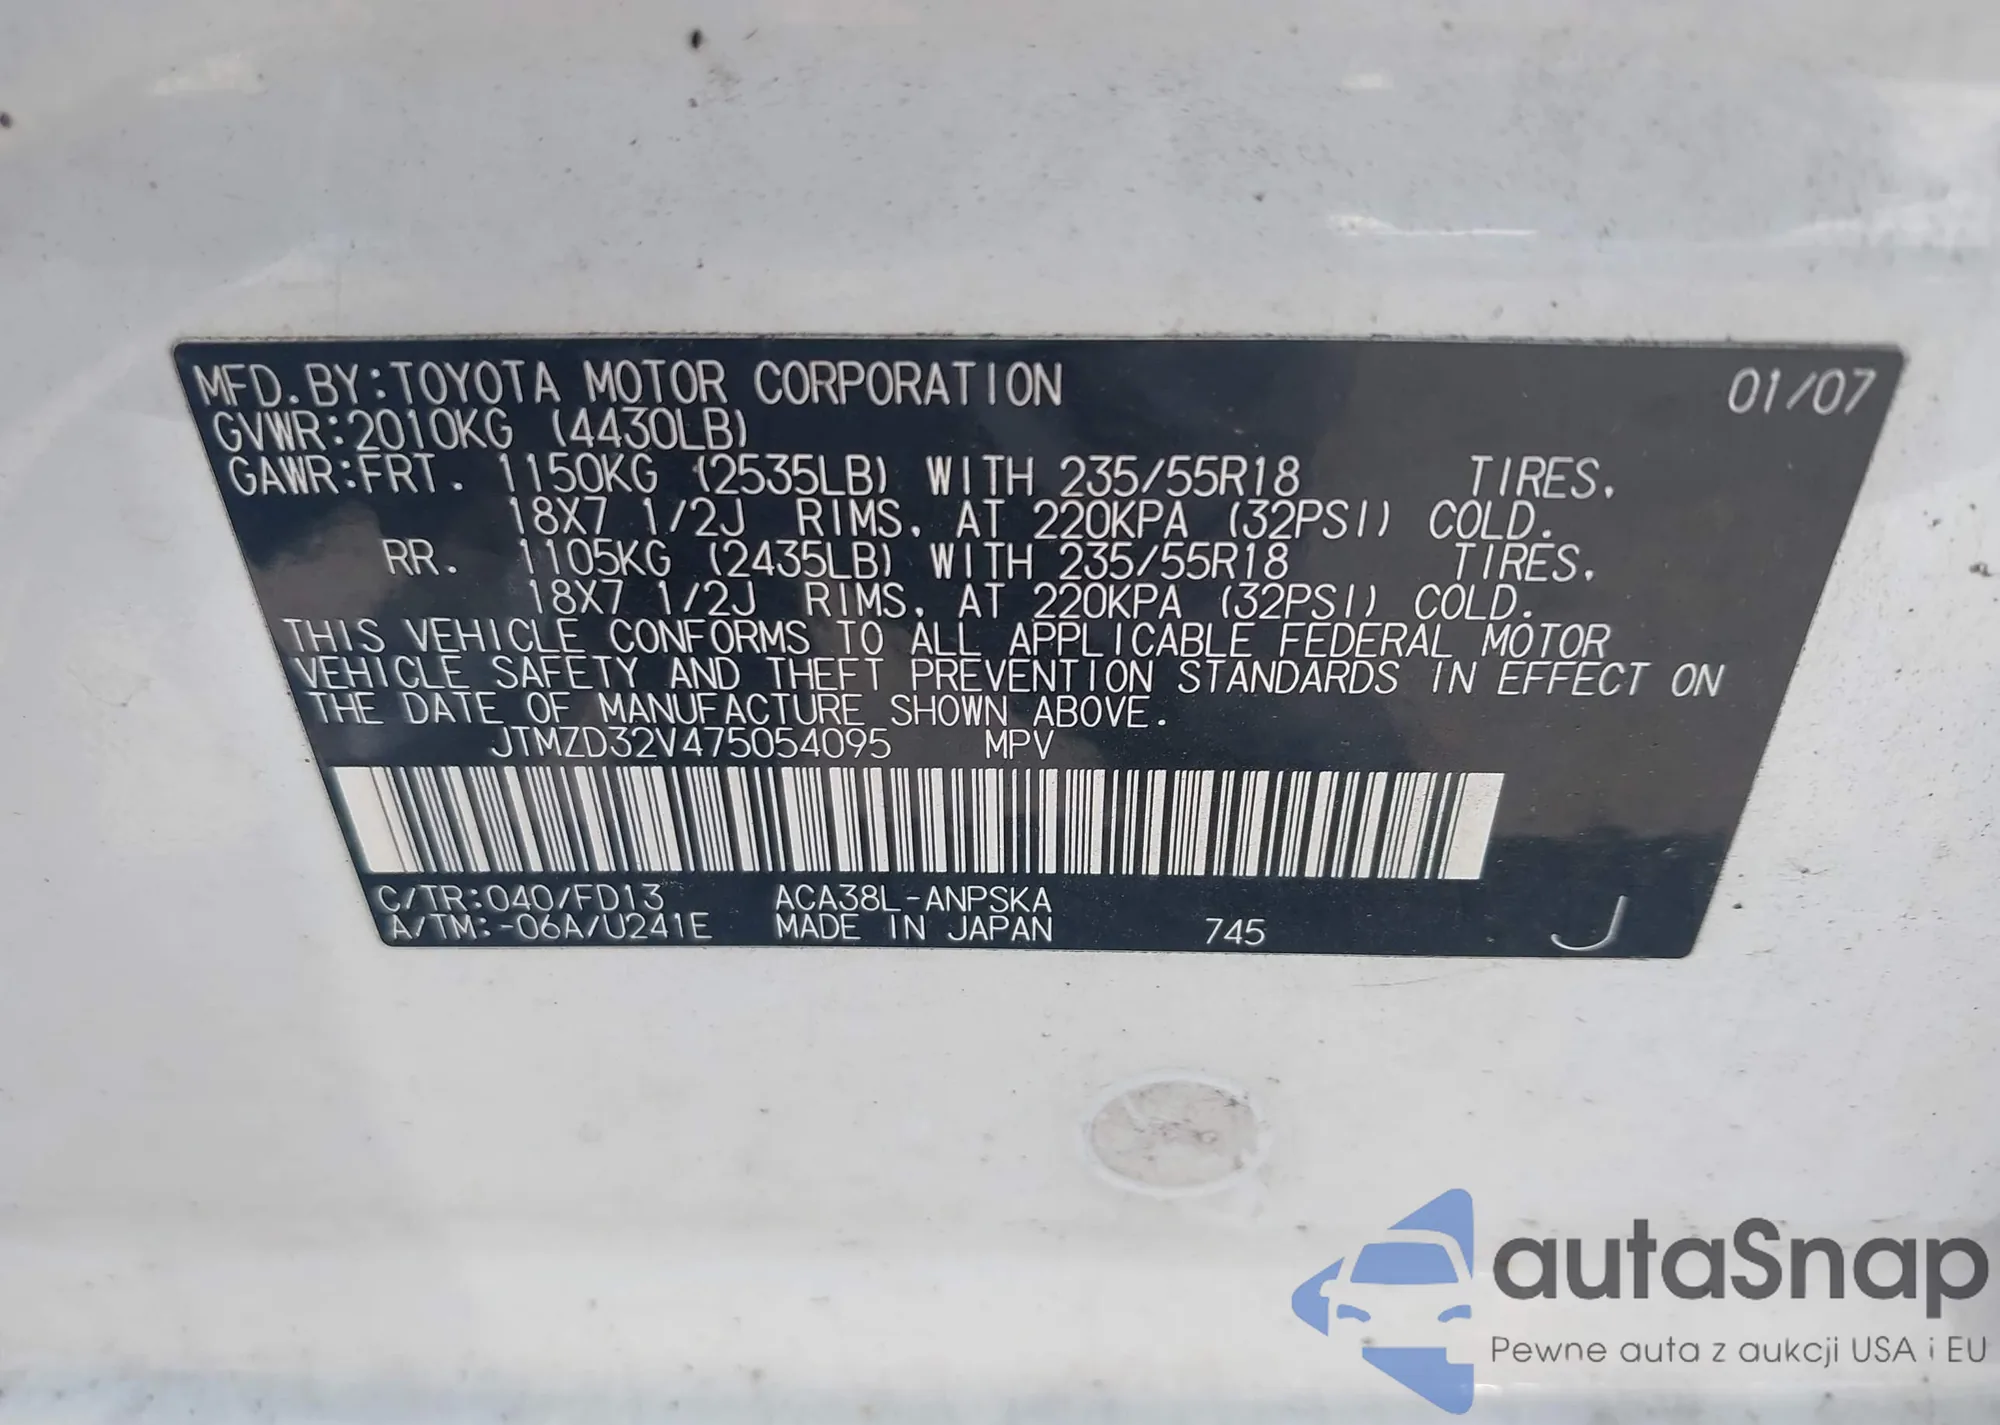 MFD.BY:TOYOTA MOTOR CORPORATION 01/07
GVWR:2010KG (4430LB)
GAWR:FRT. 1150KG (2535LB) WITH 235/55R18 TIRES,
18X7 1/2J RIMS, AT 220KPA (32PSI) COLD.
RR. 1105KG (2435LB) WITH 235/55R18 TIRES,
18X7 1/2J RIMS, AT 220KPA (32PSI) COLD.
THIS VEHICLE CONFORMS TO ALL APPLICABLE FEDERAL MOTOR
VEHICLE SAFETY AND THEFT PREVENTION STANDARDS IN EFFECT ON
THE DATE OF MANUFACTURE SHOWN ABOVE.
JTMZD32V475054095 MPV
C/TR:040/FD13 ACA38L-ANPSKA
A/TM:-06A/U241E MADE IN JAPAN 745 J
autaSnap
Pewne auta z aukcji USA i EU